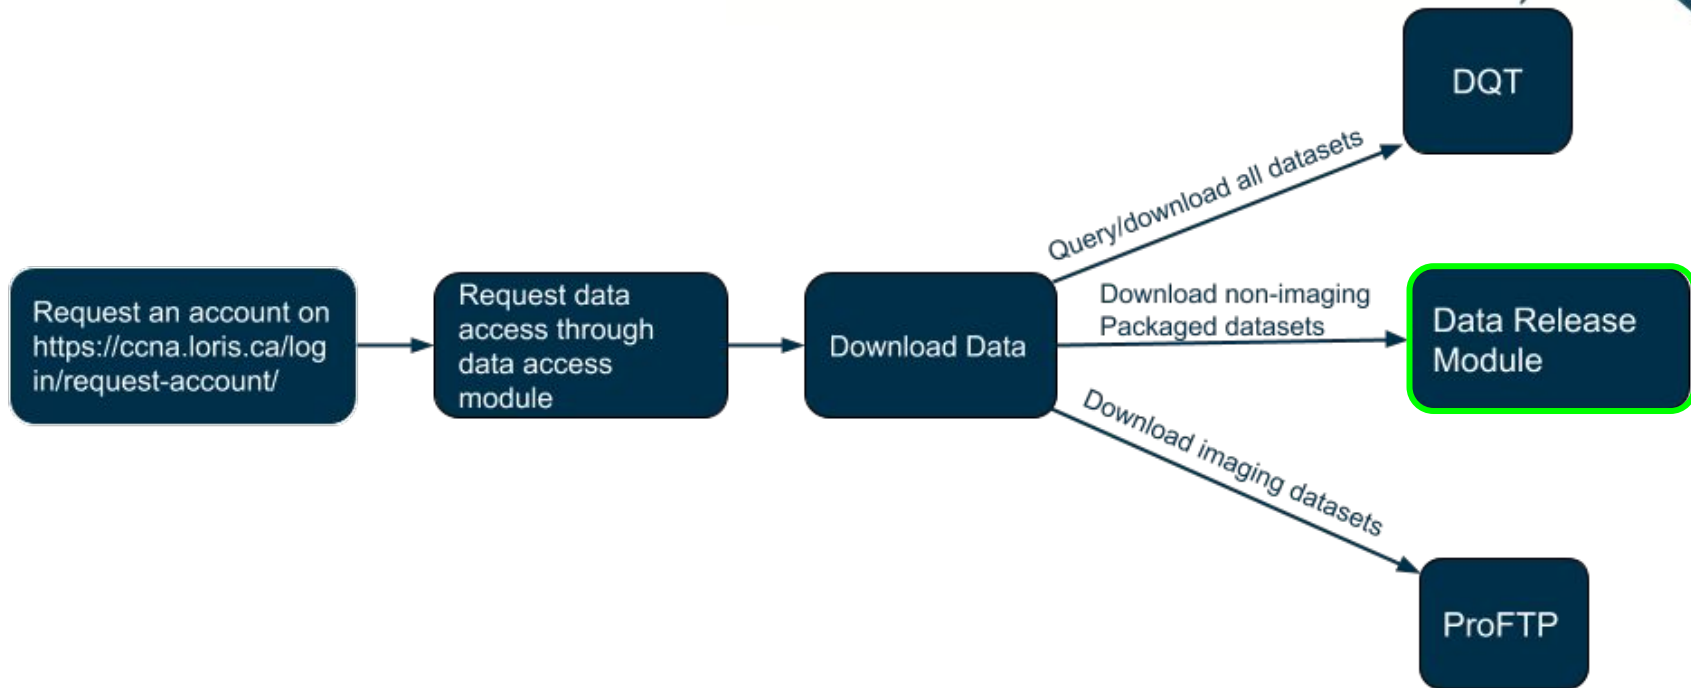 Request an account on
https://ccna.loris.ca/log
in/request-account/
Request data
access through
data access
module
Download Data
Query/download all datasets
DQT
Download non-imaging
Packaged datasets
Data Release
Module
Download imaging datasets
ProFTP